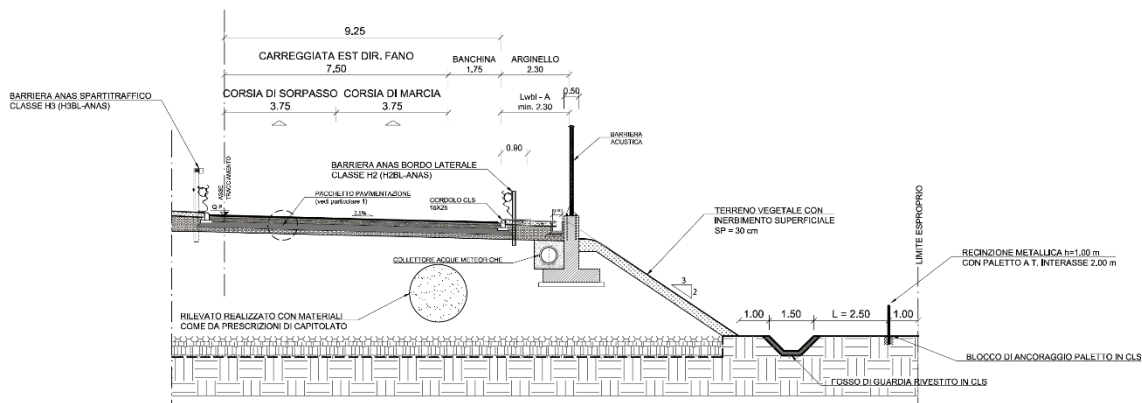 9.25
CARREGGIATA EST DIR. FANO
7.50
BANCHINA
1.75
ARGINELLO
2.30
BARRIERA ANAS SPARTITRAFFICO
CLASSE H3 (H3BL-ANAS)
CORSIA DI SORPASSO
3.75
CORSIA DI MARCIA
3.75
Lwbl - A
min. 2.30
0.50
BARRIERA
ACUSTICA
0.90
ASSE
TRACCIAMENTO
BARRIERA ANAS BORDO LATERALE
CLASSE H2 (H2BL-ANAS)
PACCHETTO PAVIMENTAZIONE
(vedi particolare 1)
2.5%
CORDOLO CLS
15X25
TERRENO VEGETALE CON
INERBIMENTO SUPERFICIALE
SP = 30 cm
LIMITE ESPROPRIO
RECINZIONE METALLICA h=1.00 m
CON PALETTO A T. INTERASSE 2.00 m
COLLETTORE ACQUE METEORICHE
3
2
RILEVATO REALIZZATO CON MATERIALI
COME DA PRESCRIZIONI DI CAPITOLATO
1.00
1.50
L = 2.50
1.00
BLOCCO DI ANCORAGGIO PALETTO IN CLS
FOSSO DI GUARDIA RIVESTITO IN CLS